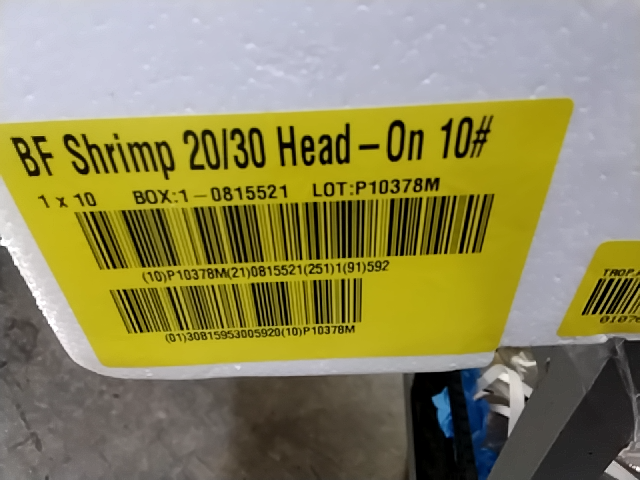 BF Shrimp 20/30 Head-On 10#
1 x 10 BOX:1-0815521 LOT:P10378M
(10)P10378M(21)0815521(251)1(91)592
(01)30815953005920(10)P10378M
TROP.